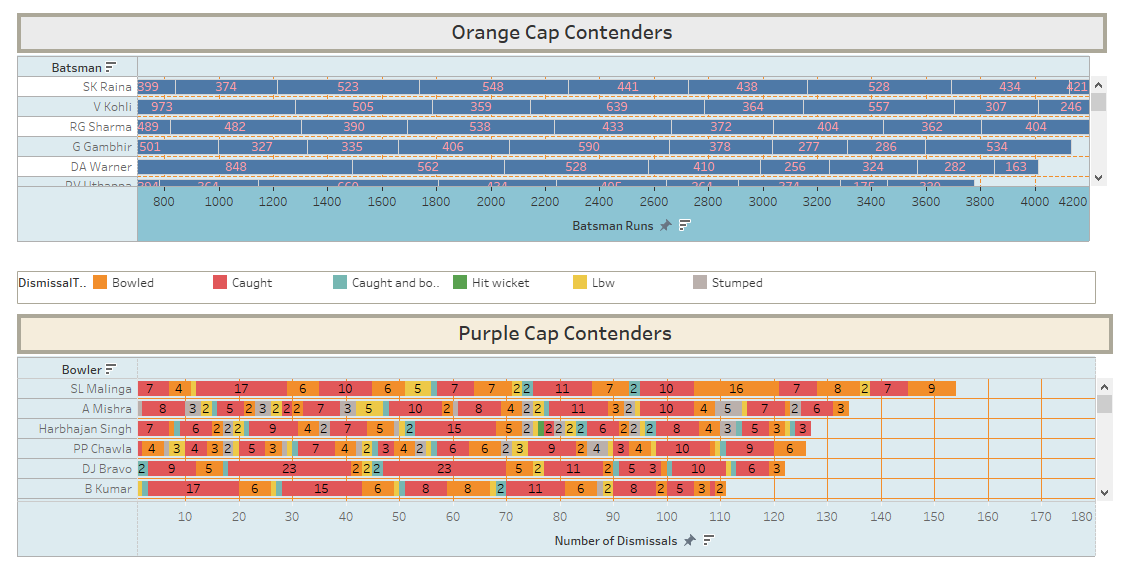 Orange Cap Contenders
Batsman
SK Raina 399 374 523 548 441 438 528 434 421
V Kohli 973 505 359 639 364 557 307 246
RG Sharma 489 482 390 538 433 372 404 362 404
G Gambhir 501 327 335 406 590 378 277 286 534
DA Warner 848 562 528 410 256 324 282 163
800 1000 1200 1400 1600 1800 2000 2200 2400 2600 2800 3000 3200 3400 3600 3800 4000 4200
Batsman Runs
DismissalT.. Bowled Caught Caught and bo.. Hit wicket Lbw Stumped
Purple Cap Contenders
Bowler
SL Malinga 7 4 17 6 10 6 5 7 7 2 2 11 7 2 10 16 7 8 2 7 9
A Mishra 8 3 2 5 2 3 2 2 2 7 3 5 10 2 8 4 2 2 11 3 2 10 4 5 7 2 6 3
Harbhajan Singh 7 6 2 2 2 9 4 2 7 5 2 15 5 2 2 2 2 2 6 2 2 2 8 4 3 5 3 3
PP Chawla 4 3 4 3 2 5 3 7 4 2 3 4 2 6 2 3 9 2 4 3 4 10 9 6
DJ Bravo 2 9 5 23 2 2 2 23 5 2 11 2 5 3 10 6 3
B Kumar 17 6 15 6 8 8 2 11 6 2 8 2 5 3 2
10 20 30 40 50 60 70 80 90 100 110 120 130 140 150 160 170 180
Number of Dismissals